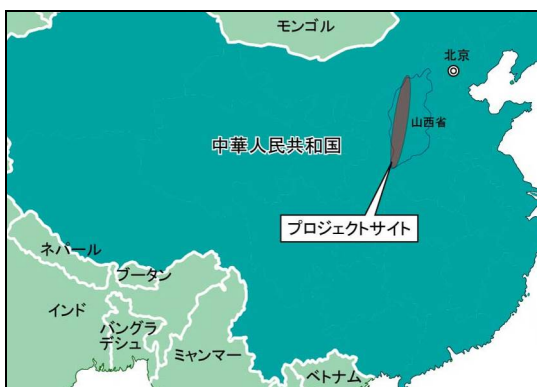 モンゴル
北京
山西省
中華人民共和国
プロジェクトサイト
ネパール
ブータン
インド
バングラ
デシュ
ミャンマー
ベトナム